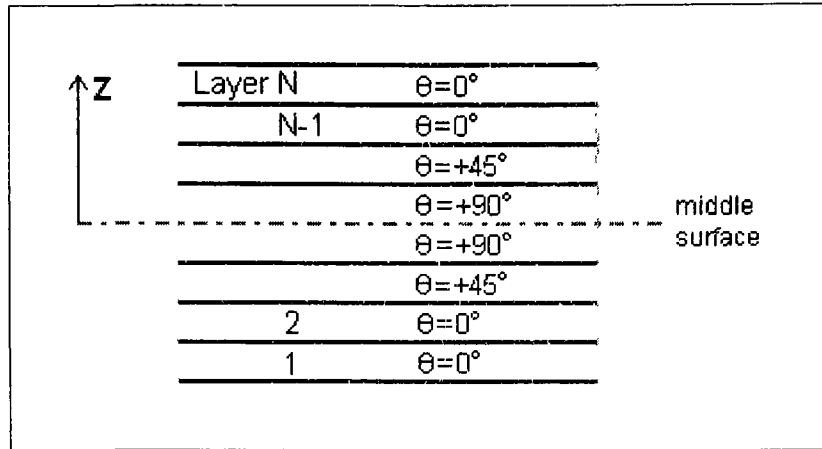 Z
Layer N θ=0°
N-1 θ=0°
θ=+45°
θ=+90°
middle
surface
θ=+90°
θ=+45°
2 θ=0°
1 θ=0°